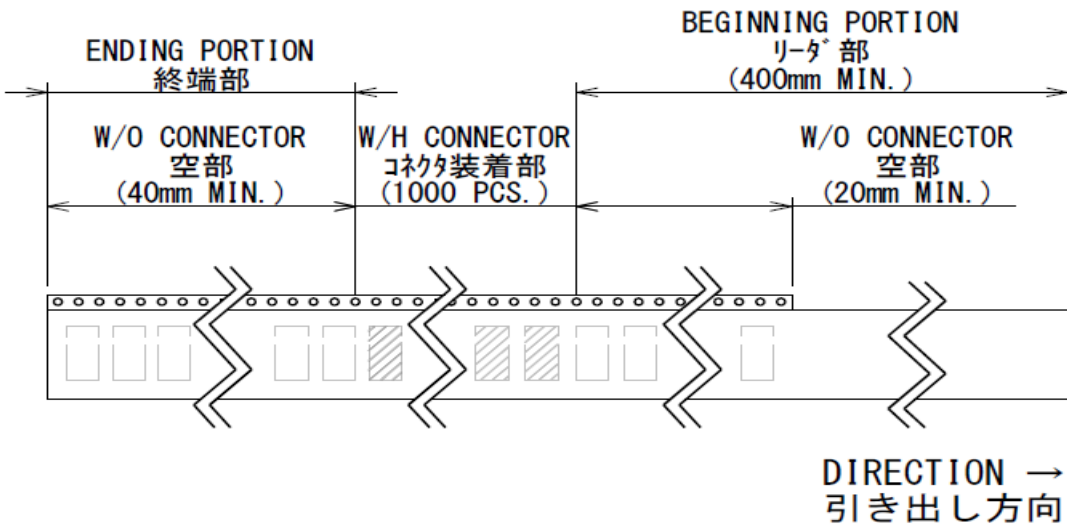 BEGINNING PORTION
リーダ部
(400mm MIN.)
ENDING PORTION
終端部
W/O CONNECTOR
空部
(40mm MIN.)
W/H CONNECTOR
コネクタ装着部
(1000 PCS.)
W/O CONNECTOR
空部
(20mm MIN.)
DIRECTION →
引き出し方向